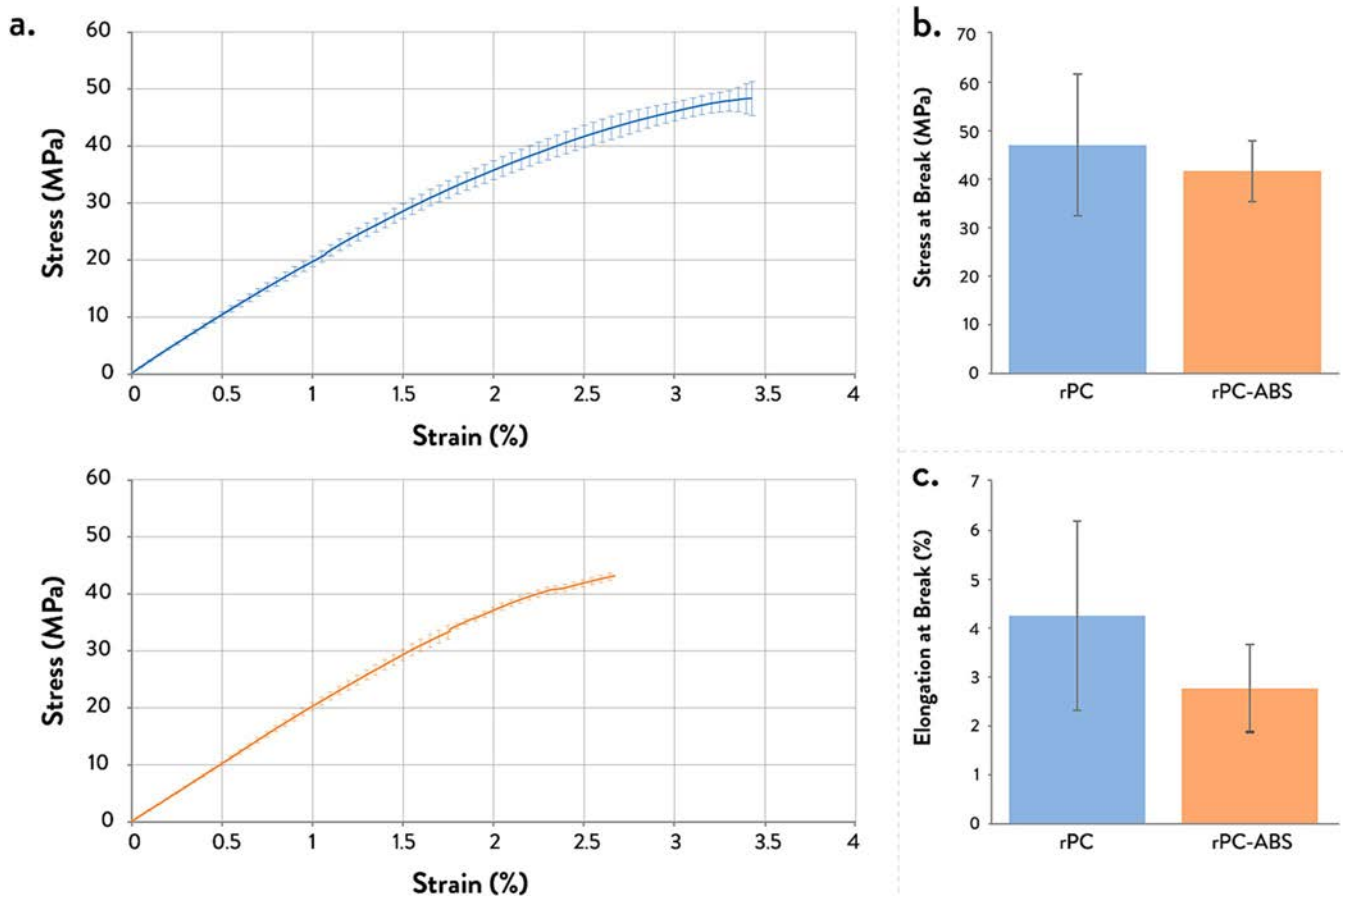 a.
60
50
40
30
20
10
0
Stress (MPa)
0 0.5 1 1.5 2 2.5 3 3.5 4
Strain (%)
60
50
40
30
20
10
0
Stress (MPa)
0 0.5 1 1.5 2 2.5 3 3.5 4
Strain (%)
b.
70
60
50
40
30
20
10
0
Stress at Break (MPa)
rPC rPC-ABS
c.
7
6
5
4
3
2
1
0
Elongation at Break (%)
rPC rPC-ABS